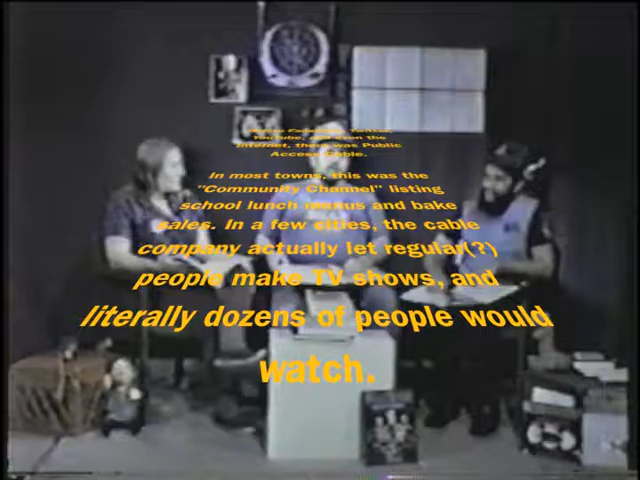 Before Facebook, Twitter,
YouTube, and even the
Internet, there was Public
Access Cable.
In most towns, this was the
"Community Channel" listing
school lunch menus and bake
sales. In a few cities, the cable
company actually let regular(?)
people make TV shows, and
literally dozens of people would
watch.